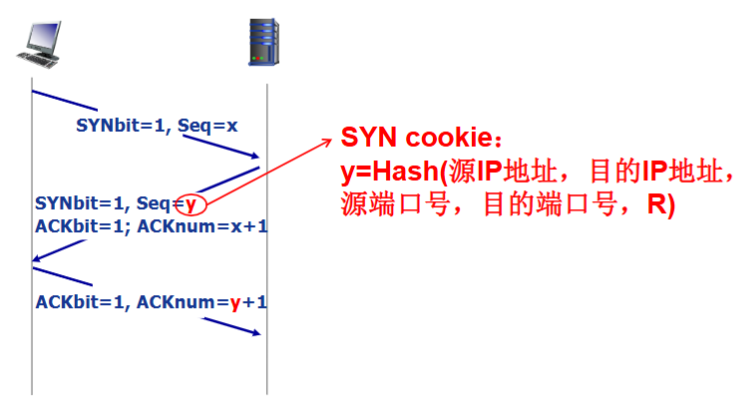 SYNbit=1, Seq=x
SYN cookie：
y=Hash(源IP地址，目的IP地址，
源端口号，目的端口号，R)
SYNbit=1, Seq=y
ACKbit=1; ACKnum=x+1
ACKbit=1, ACKnum=y+1